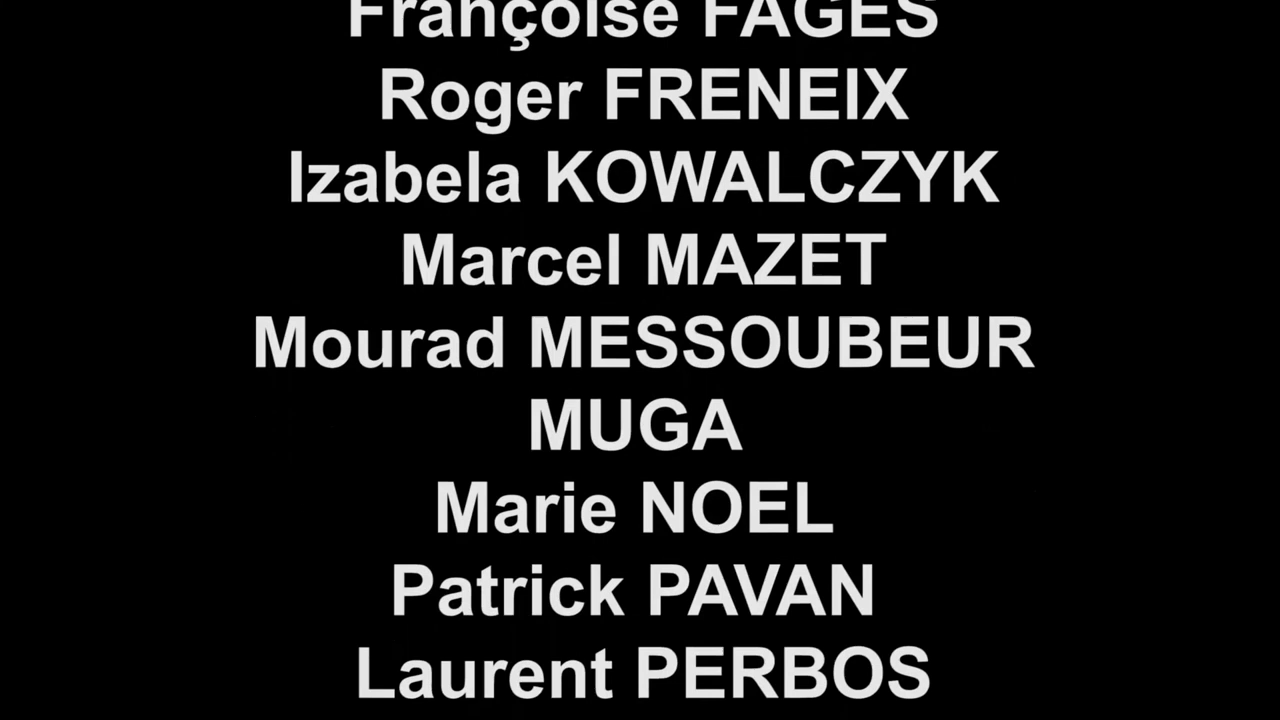 Françoise FAGES
Roger FRENEIX
Izabela KOWALCZYK
Marcel MAZET
Mourad MESSOUBEUR
MUGA
Marie NOEL
Patrick PAVAN
Laurent PERBOS